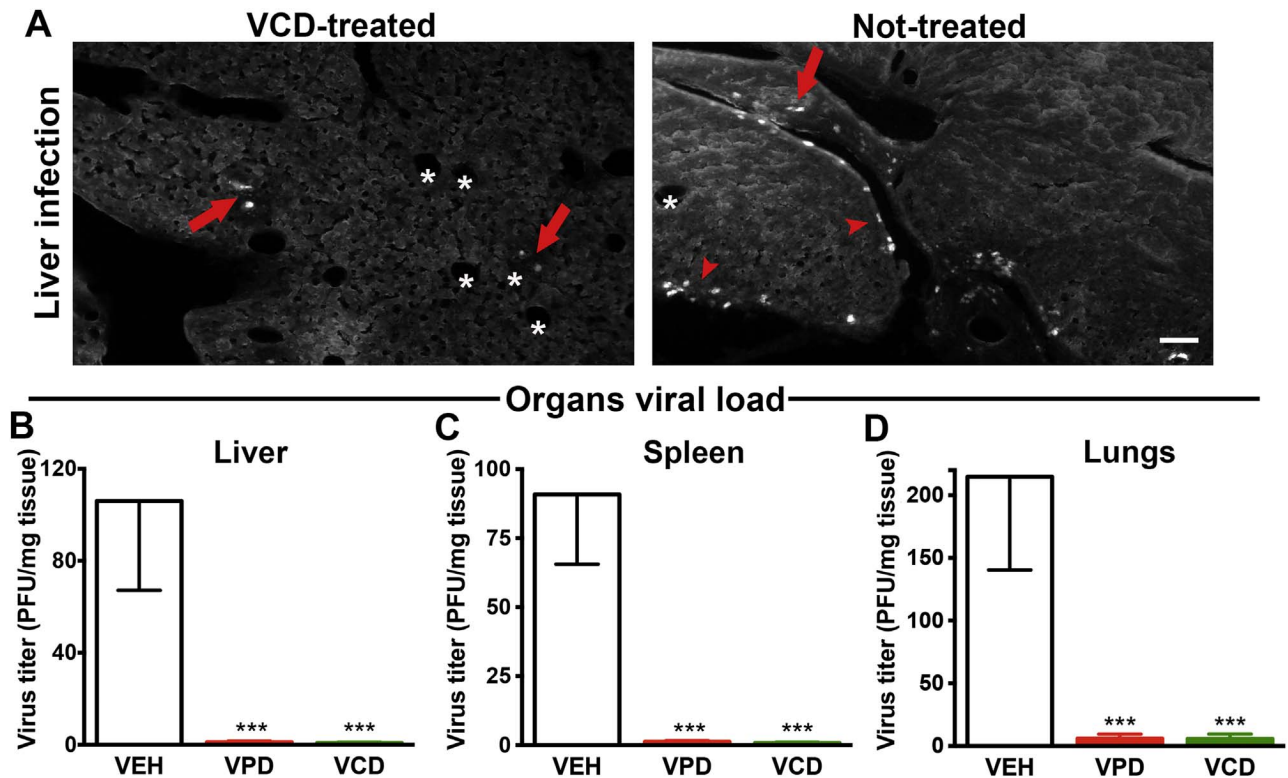 A
VCD-treated
Not-treated
Liver infection
* * * * *
*
Organs viral load
B
Liver
Virus titer (PFU/mg tissue)
120
80
40
0
*** ***
VEH VPD VCD
C
Spleen
Virus titer (PFU/mg tissue)
100
75
50
25
0
*** ***
VEH VPD VCD
D
Lungs
Virus titer (PFU/mg tissue)
200
150
100
50
0
*** ***
VEH VPD VCD